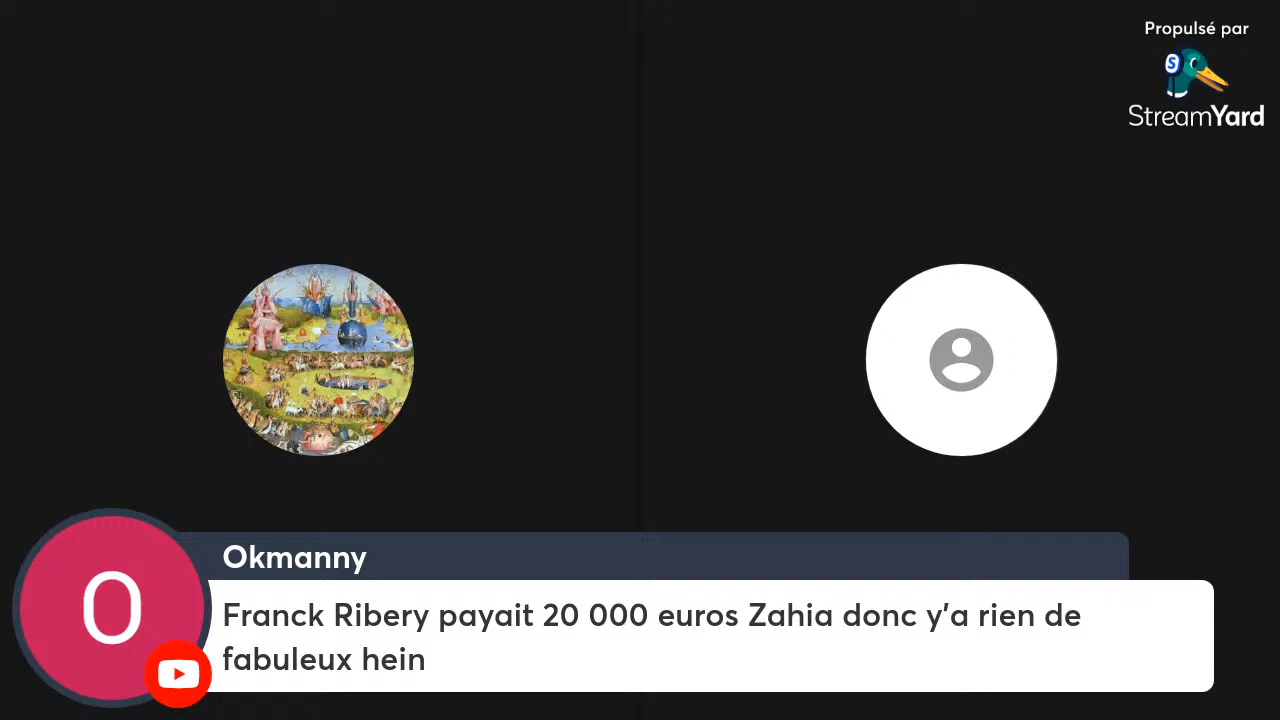 Propulsé par
S
StreamYard
O
Okmanny
Franck Ribery payait 20 000 euros Zahia donc y'a rien de
fabuleux hein